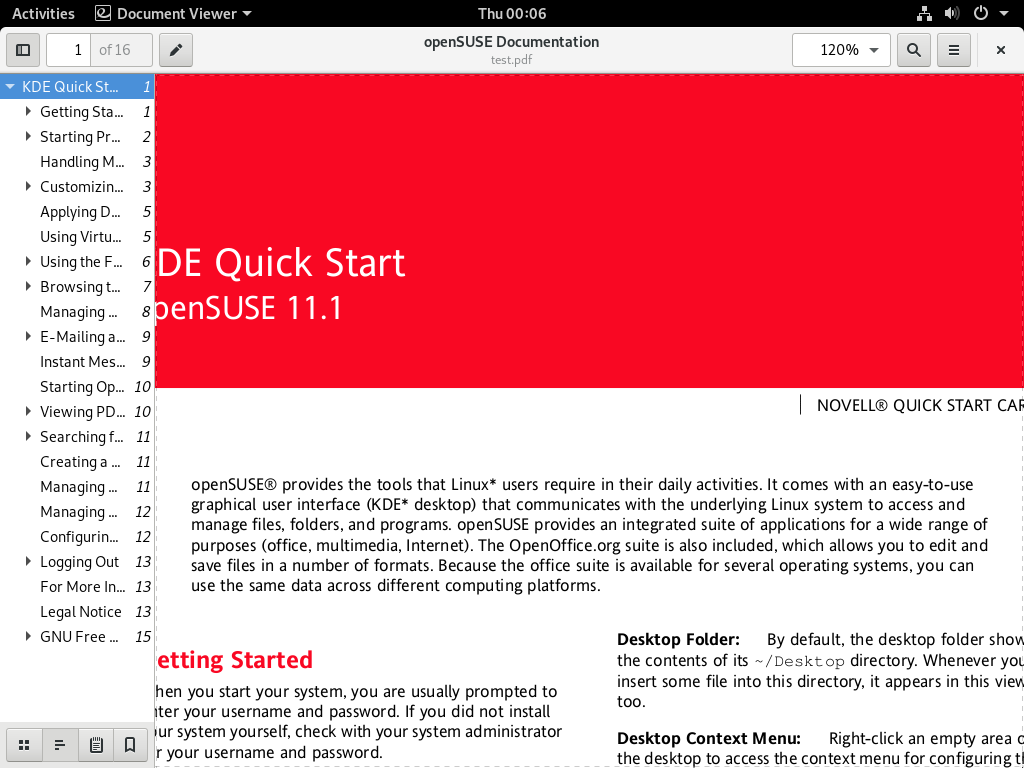 Activities Document Viewer Thu 00:06
1 of 16 openSUSE Documentation 120%
test.pdf
KDE Quick St... 1
Getting Sta... 1
Starting Pr... 2
Handling M... 3
Customizin... 3
Applying D... 5
Using Virtu... 5
Using the F... 6
Browsing t... 7
Managing ... 8
E-Mailing a... 9
Instant Mes... 9
Starting Op... 10
Viewing PD... 10
Searching f... 11
Creating a ... 11
Managing ... 11
Managing ... 12
Configurin... 12
Logging Out 13
For More In... 13
Legal Notice 13
GNU Free ... 15
DE Quick Start
penSUSE 11.1
NOVELL® QUICK START CAR
openSUSE® provides the tools that Linux* users require in their daily activities. It comes with an easy-to-use
graphical user interface (KDE* desktop) that communicates with the underlying Linux system to access and
manage files, folders, and programs. openSUSE provides an integrated suite of applications for a wide range of
purposes (office, multimedia, Internet). The OpenOffice.org suite is also included, which allows you to edit and
save files in a number of formats. Because the office suite is available for several operating systems, you can
use the same data across different computing platforms.
etting Started
hen you start your system, you are usually prompted to
ter your username and password. If you did not install
ur system yourself, check with your system administrator
r your username and password.
Desktop Folder: By default, the desktop folder show
the contents of its ~/Desktop directory. Whenever you
insert some file into this directory, it appears in this view
too.
Desktop Context Menu: Right-click an empty area o
the desktop to access the context menu for configuring th